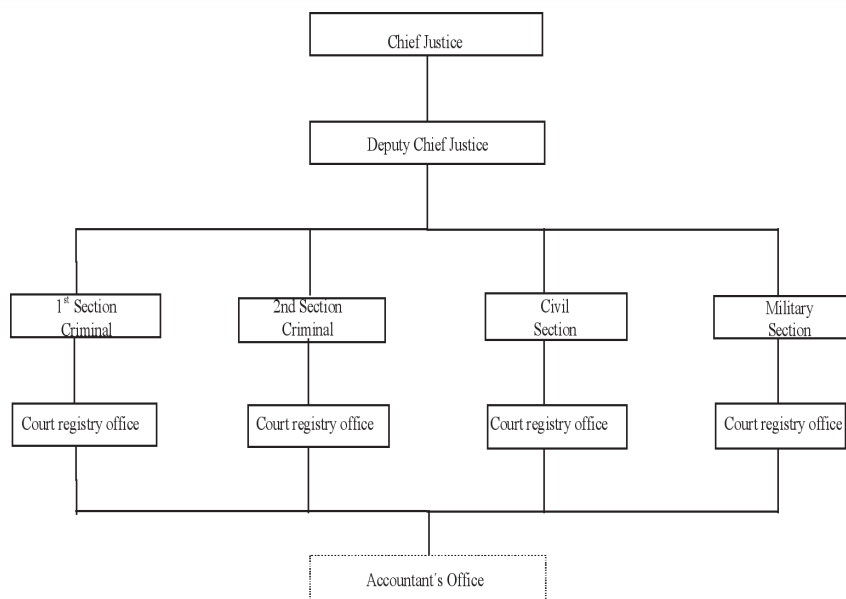 Chief Justice
Deputy Chief Justice
1st Section
Criminal
2nd Section
Criminal
Civil
Section
Military
Section
Court registry office
Court registry office
Court registry office
Court registry office
Accountant´s Office